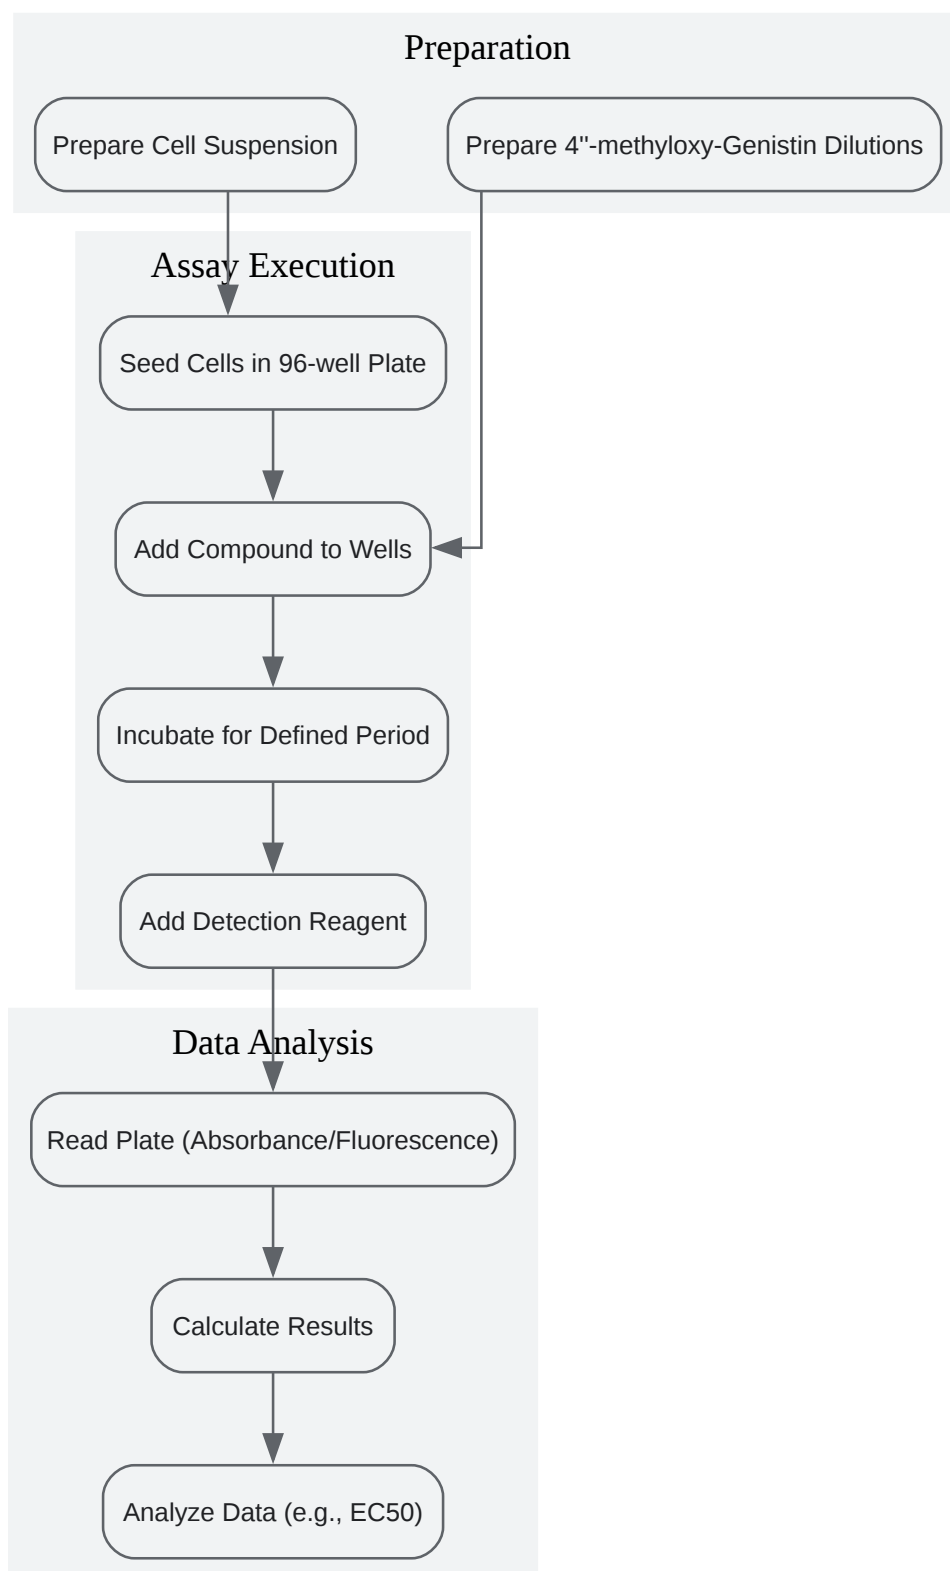 Preparation
Prepare Cell Suspension
Prepare 4''-methyloxy-Genistin Dilutions
Assay Execution
Seed Cells in 96-well Plate
Add Compound to Wells
Incubate for Defined Period
Add Detection Reagent
Data Analysis
Read Plate (Absorbance/Fluorescence)
Calculate Results
Analyze Data (e.g., EC50)